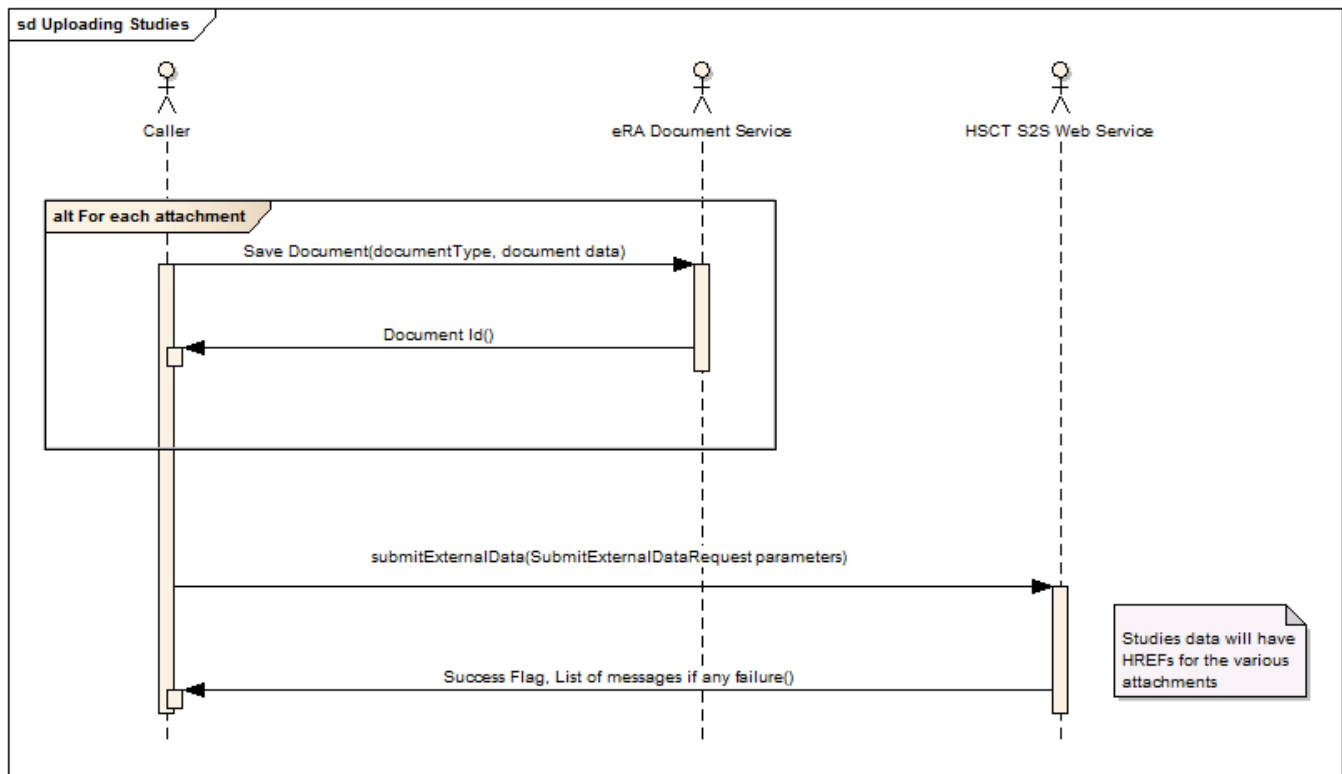 sd Uploading Studies
Caller
eRA Document Service
HSCT S2S Web Service
alt For each attachment
Save Document(documentType, document data)
Document Id()
submitExternalData(SubmitExternalDataRequest parameters)
Studies data will have
HREFs for the various
attachments
Success Flag, List of messages if any failure()